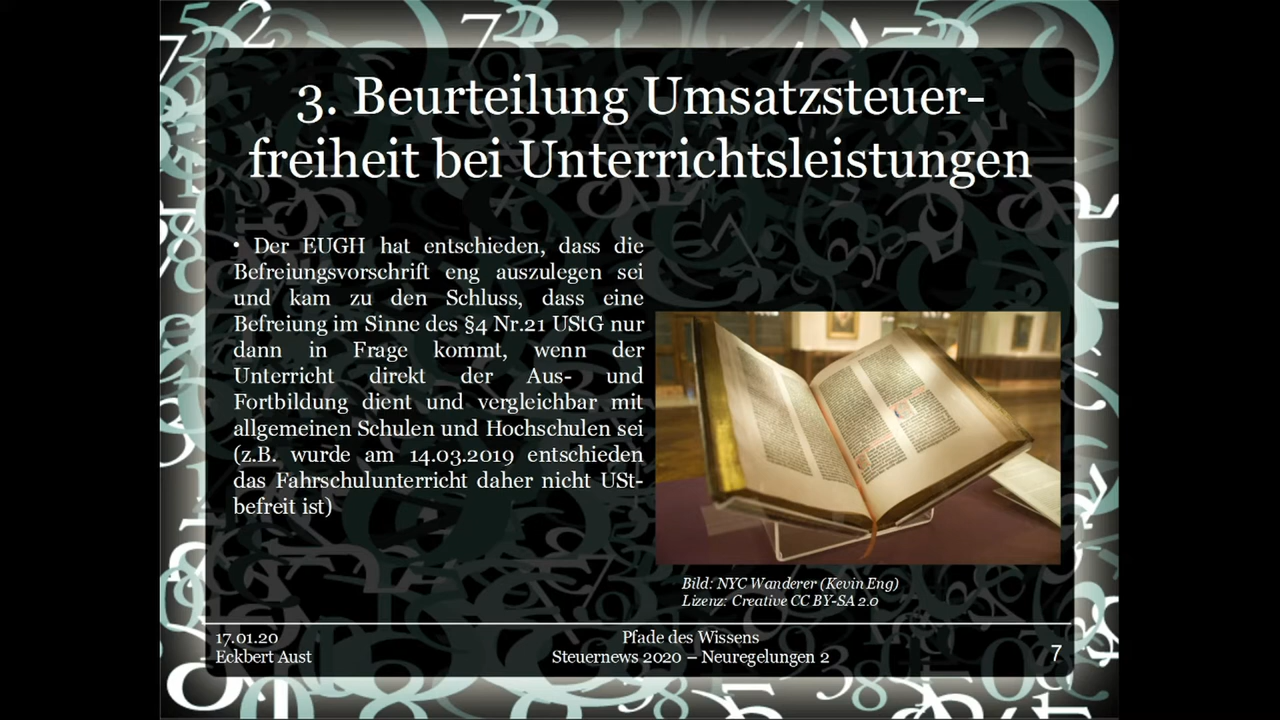 3. Beurteilung Umsatzsteuer-
freiheit bei Unterrichtsleistungen
• Der EUGH hat entschieden, dass die
Befreiungsvorschrift eng auszulegen sei
und kam zu den Schluss, dass eine
Befreiung im Sinne des §4 Nr.21 UStG nur
dann in Frage kommt, wenn der
Unterricht direkt der Aus- und
Fortbildung dient und vergleichbar mit
allgemeinen Schulen und Hochschulen sei
(z.B. wurde am 14.03.2019 entschieden
das Fahrschulunterricht daher nicht USt-
befreit ist)
Bild: NYC Wanderer (Kevin Eng)
Lizenz: Creative CC BY-SA 2.0
17.01.20
Eckbert Aust
Pfade des Wissens
Steuernews 2020 – Neuregelungen 2
7